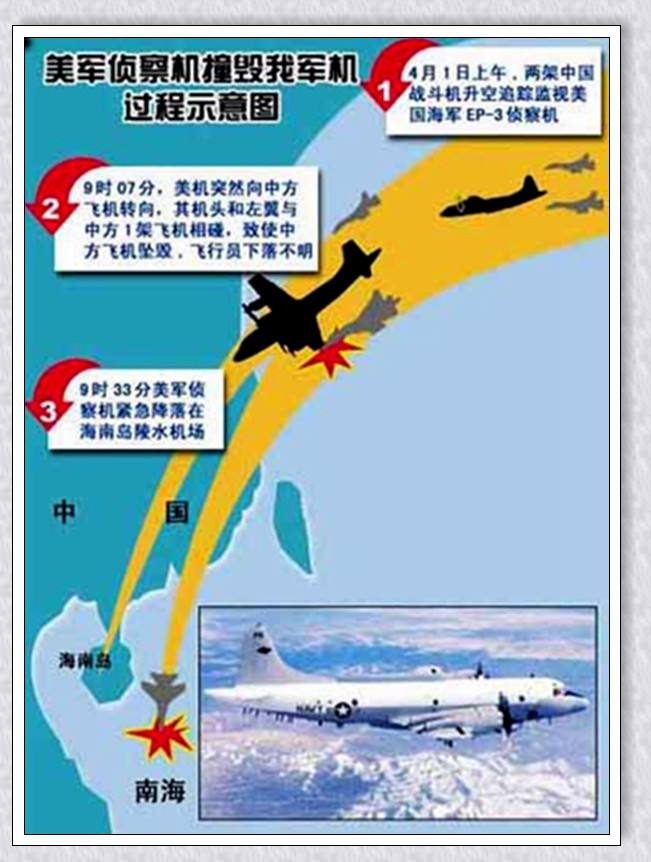 美军侦察机撞毁我军机
过程示意图
1
4月1日上午，两架中国
战斗机升空追踪监视美
国海军EP-3侦察机
2
9时07分，美机突然向中方
飞机转向，其机头和左翼与
中方1架飞机相碰，致使中
方飞机坠毁，飞行员下落不明
3
9时33分美军侦
察机紧急降落在
海南岛陵水机场
中 国
海南岛
南海
NAVY